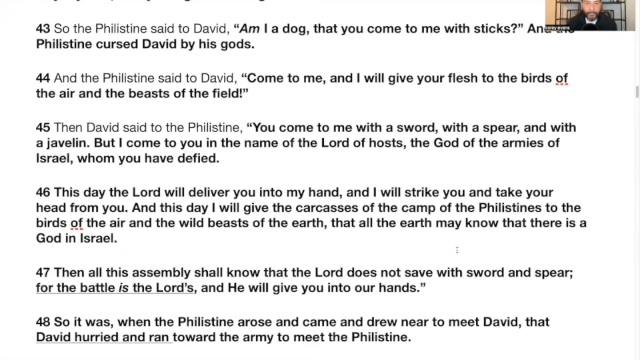 43 So the Philistine said to David, “Am I a dog, that you come to me with sticks?” And the
Philistine cursed David by his gods.
44 And the Philistine said to David, “Come to me, and I will give your flesh to the birds of
the air and the beasts of the field!”
45 Then David said to the Philistine, “You come to me with a sword, with a spear, and with
a javelin. But I come to you in the name of the Lord of hosts, the God of the armies of
Israel, whom you have defied.
46 This day the Lord will deliver you into my hand, and I will strike you and take your
head from you. And this day I will give the carcasses of the camp of the Philistines to the
birds of the air and the wild beasts of the earth, that all the earth may know that there is a
God in Israel.
47 Then all this assembly shall know that the Lord does not save with sword and spear;
for the battle is the Lord’s, and He will give you into our hands.”
48 So it was, when the Philistine arose and came and drew near to meet David, that
David hurried and ran toward the army to meet the Philistine.